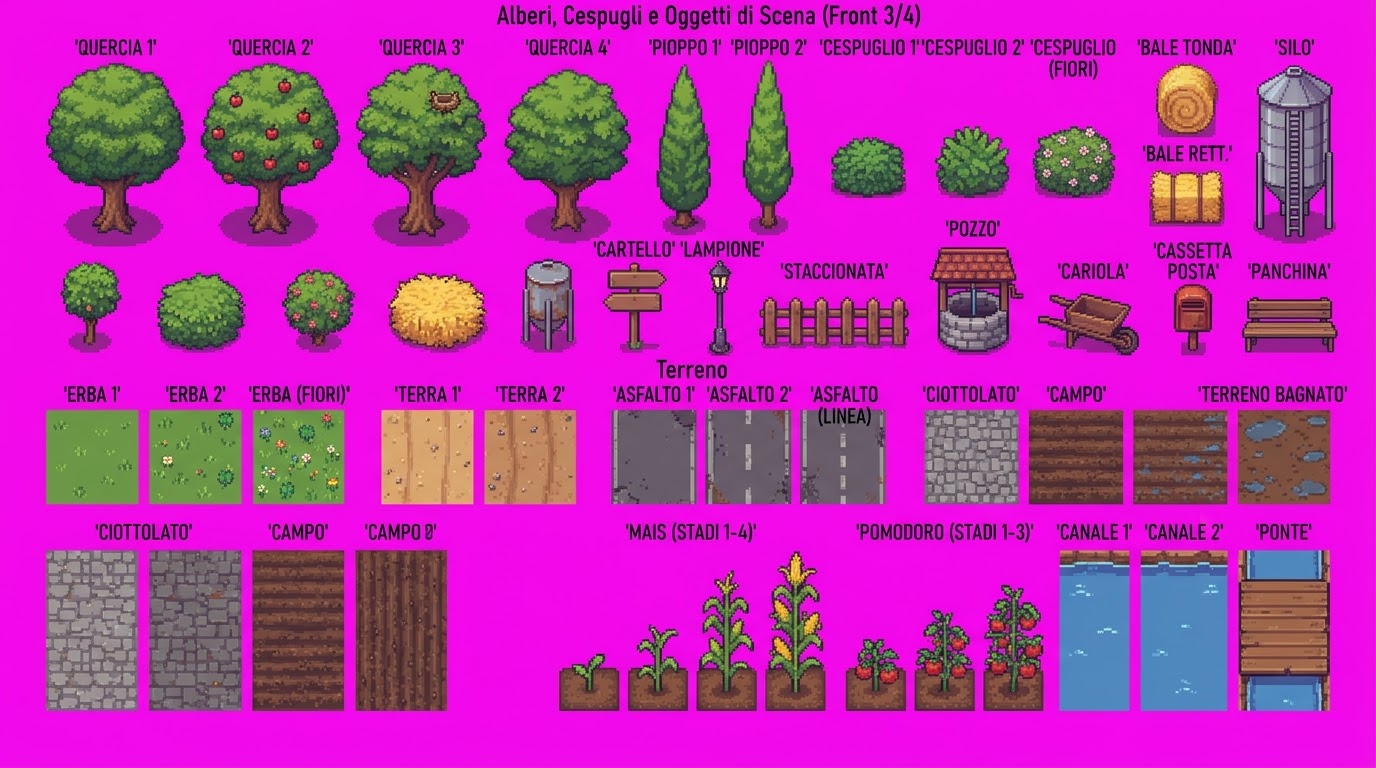 Alberi, Cespugli e Oggetti di Scena (Front 3/4)
'QUERCIA 1' 'QUERCIA 2' 'QUERCIA 3' 'QUERCIA 4' 'PIOPPO 1' 'PIOPPO 2' 'CESPUGLIO 1' 'CESPUGLIO 2' 'CESPUGLIO
(FIORI)
'BALE TONDA' 'SILO'
'BALE RETT.'
'CARTELLO' 'LAMPIONE'
'STACCIONATA'
'POZZO'
'CARIOLA'
'CASSETTA
POSTA'
'PANCHINA'
Terreno
'ERBA 1' 'ERBA 2' 'ERBA (FIORI)' 'TERRA 1' 'TERRA 2' 'ASFALTO 1' 'ASFALTO 2' 'ASFALTO
(LINEA)
'CIOTTOLATO' 'CAMPO' 'TERRENO BAGNATO'
'CIOTTOLATO' 'CAMPO' 'CAMPO 'MAIS (STADI 1-4)' 'POMODORO (STADI 1-3)' 'CANALE 1' 'CANALE 2' 'PONTE'